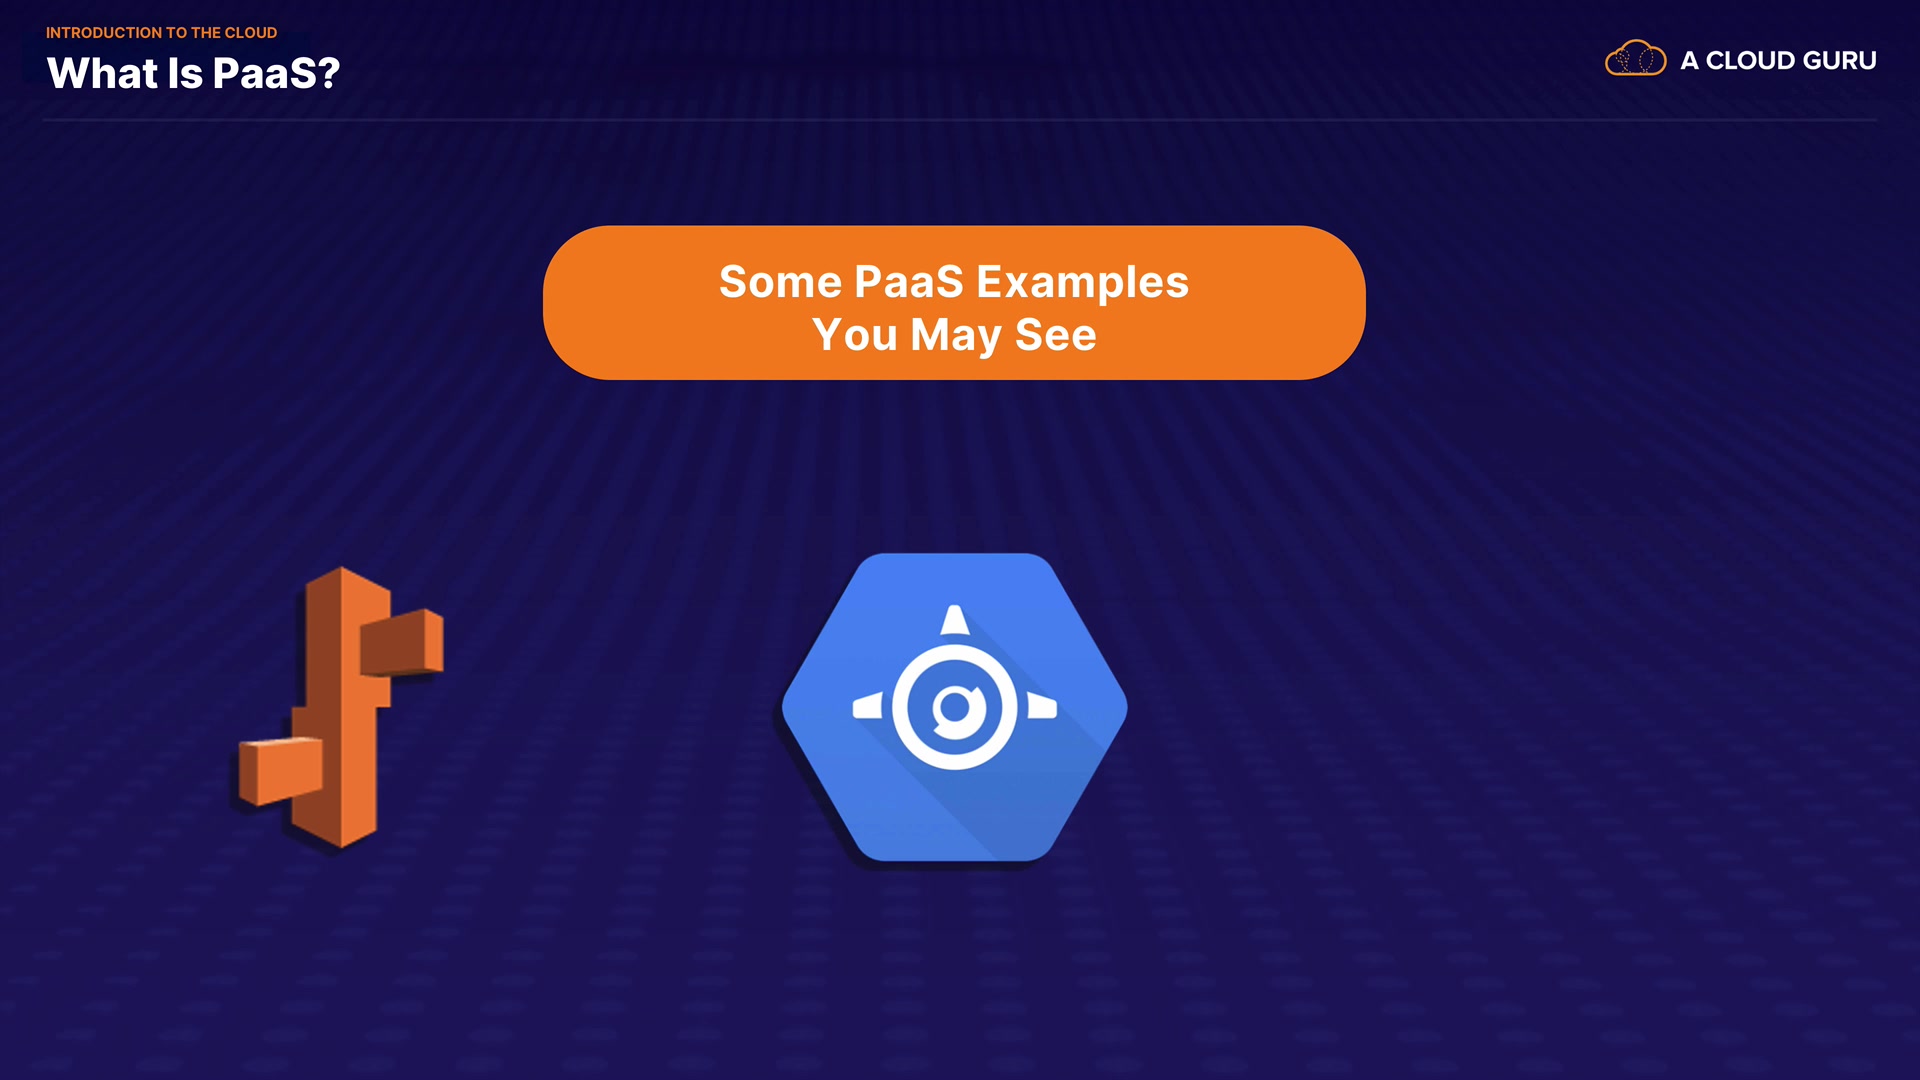 INTRODUCTION TO THE CLOUD
What Is PaaS?
A CLOUD GURU
Some PaaS Examples
You May See